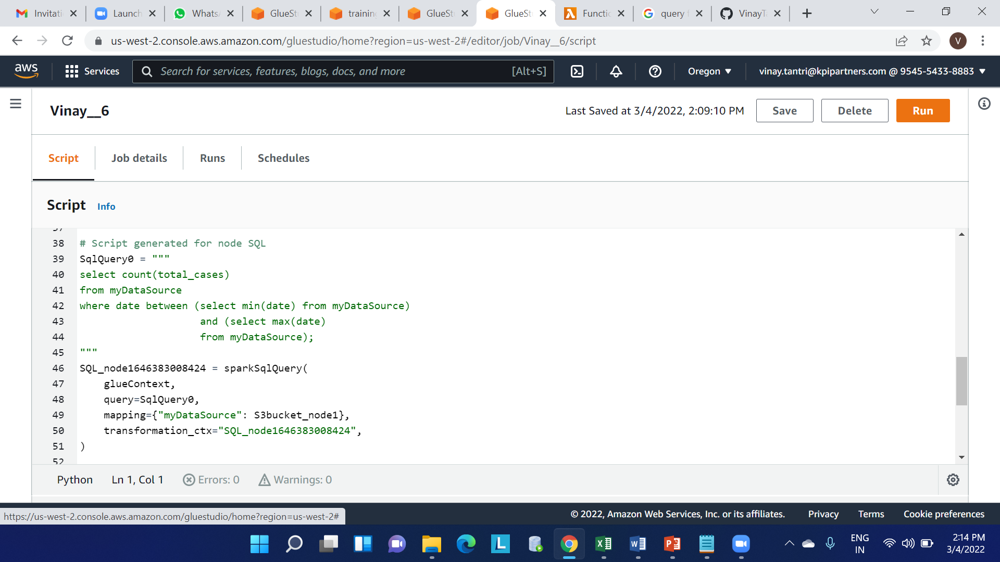 Invitati
Launch
Whats
GlueSt
training
GlueSt
GlueSt
Functio
query f
VinayT
us-west-2.console.aws.amazon.com/gluestudio/home?region=us-west-2#/editor/job/Vinay__6/script
V
aws
Services
Search for services, features, blogs, docs, and more
[Alt+S]
Oregon
vinay.tantri@kpipartners.com @ 9545-5433-8883
Vinay__6
Last Saved at 3/4/2022, 2:09:10 PM
Save
Delete
Run
Script
Job details
Runs
Schedules
Script Info
37
38 # Script generated for node SQL
39 SqlQuery0 = """
40 select count(total_cases)
41 from myDataSource
42 where date between (select min(date) from myDataSource)
43 and (select max(date)
44 from myDataSource);
45 """
46 SQL_node1646383008424 = sparkSqlQuery(
47 glueContext,
48 query=SqlQuery0,
49 mapping={"myDataSource": S3bucket_node1},
50 transformation_ctx="SQL_node1646383008424",
51 )
52
Python
Ln 1, Col 1
Errors: 0
Warnings: 0
https://us-west-2.console.aws.amazon.com/gluestudio/home?region=us-west-2#
© 2022, Amazon Web Services, Inc. or its affiliates.
Privacy
Terms
Cookie preferences
ENG
IN
2:14 PM
3/4/2022